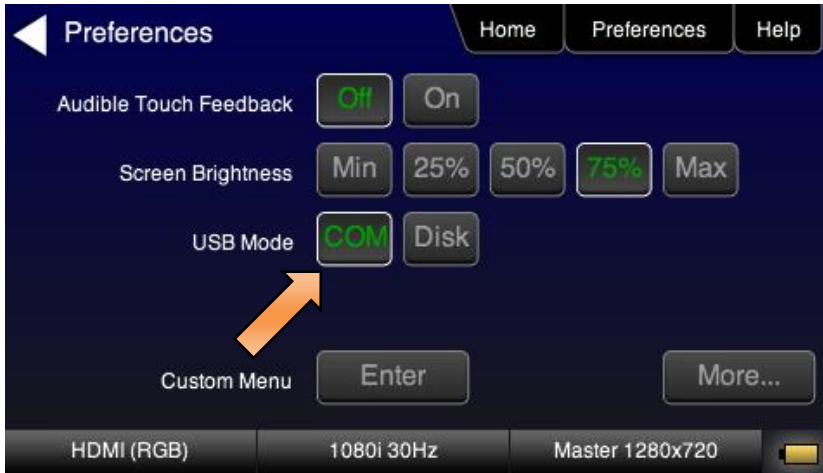 Preferences Home Preferences Help
Audible Touch Feedback Off On
Screen Brightness Min 25% 50% 75% Max
USB Mode COM Disk
Custom Menu Enter More...
HDMI (RGB) 1080i 30Hz Master 1280x720